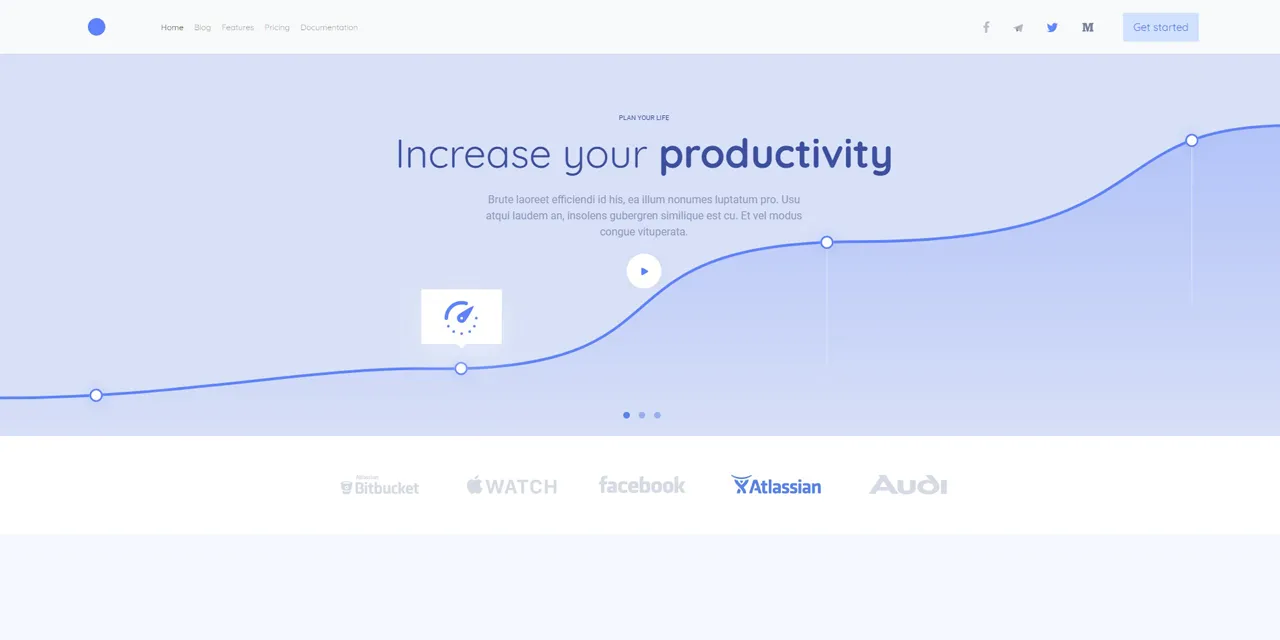 Home Blog Features Pricing Documentation
Get started
PLAN YOUR LIFE
Increase your productivity
Brute laoreet efficiendi id his, ea illum nonumes luptatum pro. Usu
atqui laudem an, insolens gubergren similique est cu. Et vel modus
congue vituperata.
Atlassian
Bitbucket
WATCH
facebook
Atlassian
Audi